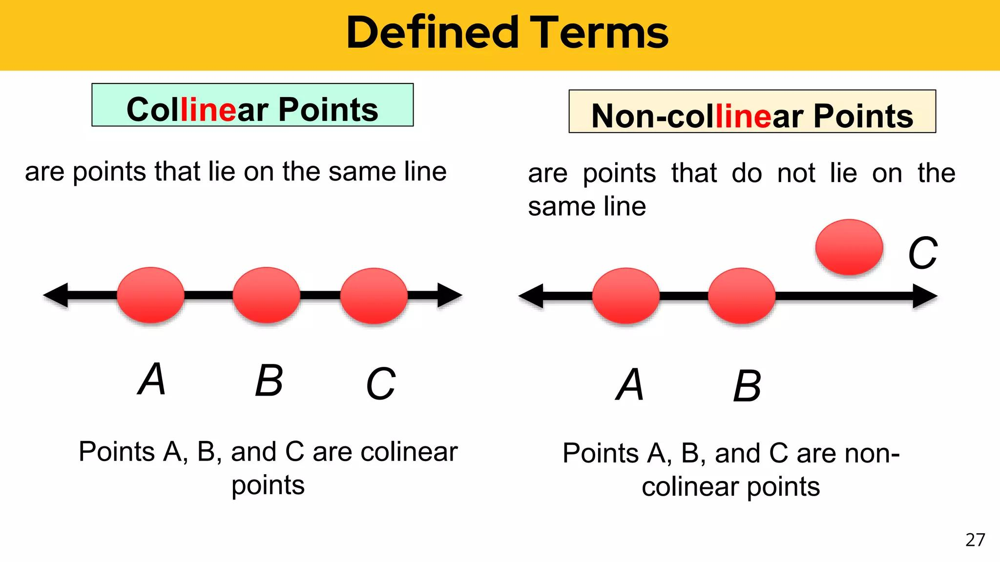 Defined Terms
Collinear Points
are points that lie on the same line
A B C
Points A, B, and C are colinear
points
Non-collinear Points
are points that do not lie on the
same line
C
A B
Points A, B, and C are non-
colinear points
27